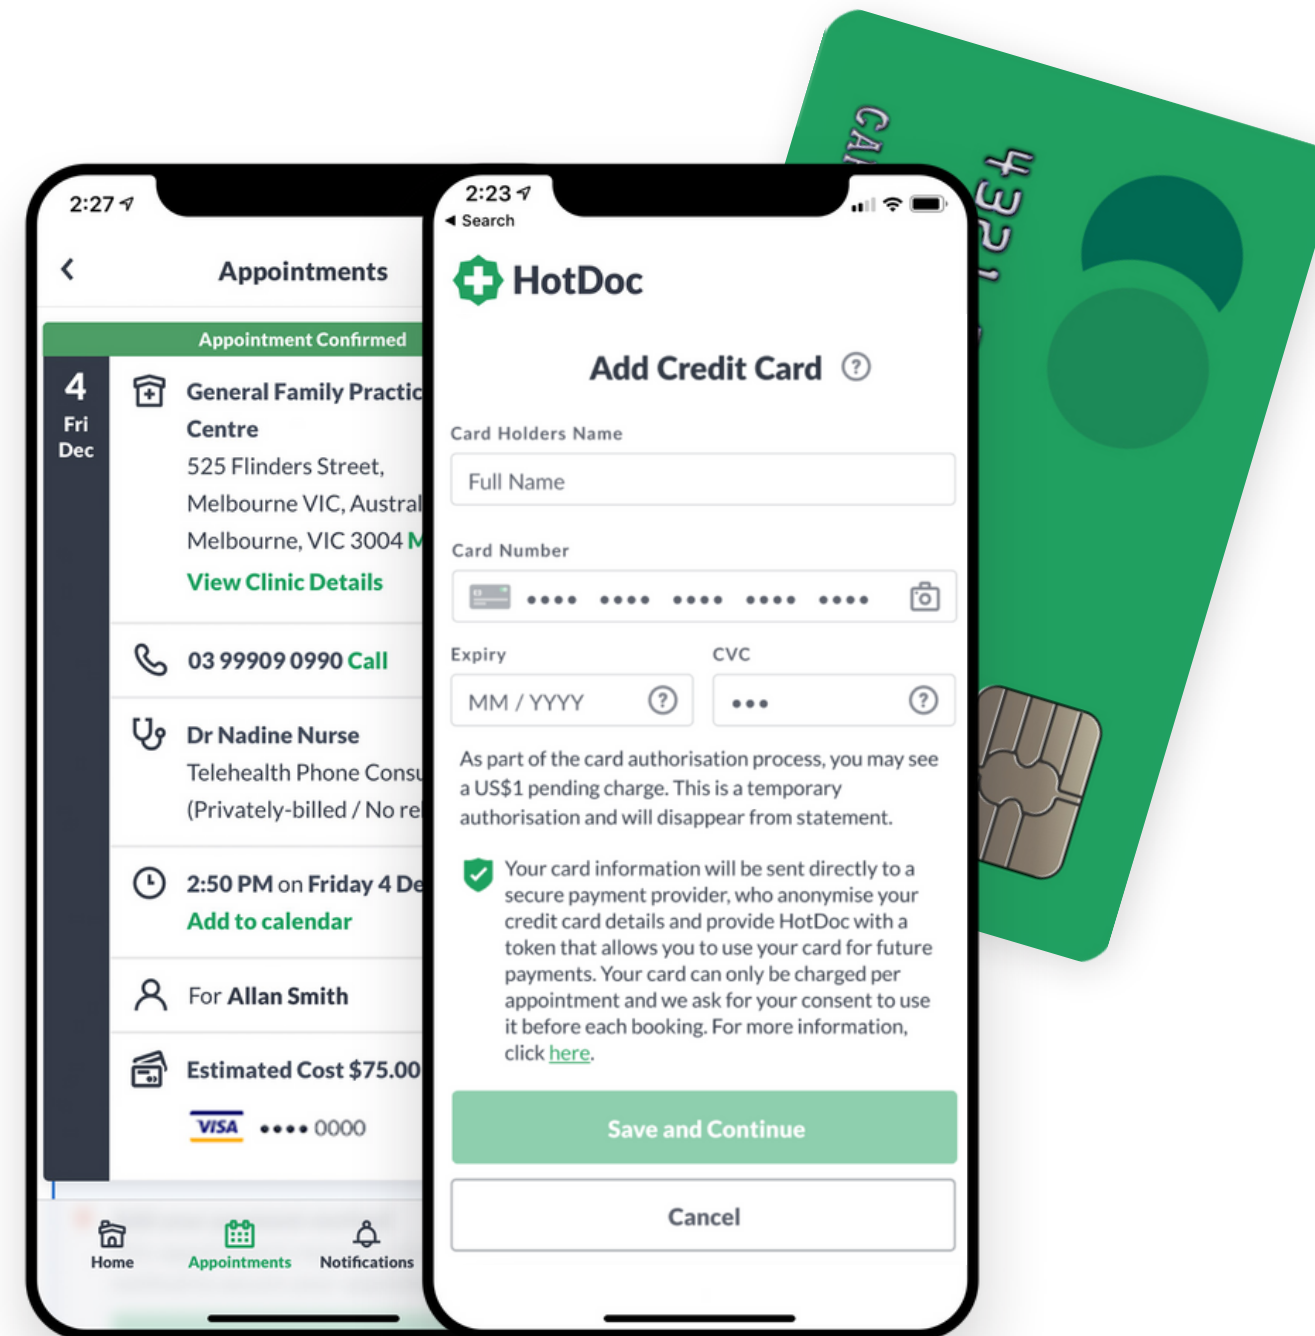 2:27
Appointments
Appointment Confirmed
4
Fri
Dec
General Family Practic
Centre
525 Flinders Street,
Melbourne VIC, Austral
Melbourne, VIC 3004 M
View Clinic Details
03 99909 0990 Call
Dr Nadine Nurse
Telehealth Phone Consu
(Privately-billed / No re
2:50 PM on Friday 4 De
Add to calendar
For Allan Smith
Estimated Cost $75.00
VISA •••• 0000
Home
Appointments
Notifications
2:23
Search
HotDoc
Add Credit Card
Card Holders Name
Full Name
Card Number
•••• •••• •••• •••• ••••
Expiry
CVC
MM / YYYY
•••
As part of the card authorisation process, you may see
a US$1 pending charge. This is a temporary
authorisation and will disappear from statement.
Your card information will be sent directly to a
secure payment provider, who anonymise your
credit card details and provide HotDoc with a
token that allows you to use your card for future
payments. Your card can only be charged per
appointment and we ask for your consent to use
it before each booking. For more information,
click here.
Save and Continue
Cancel
4321
CA